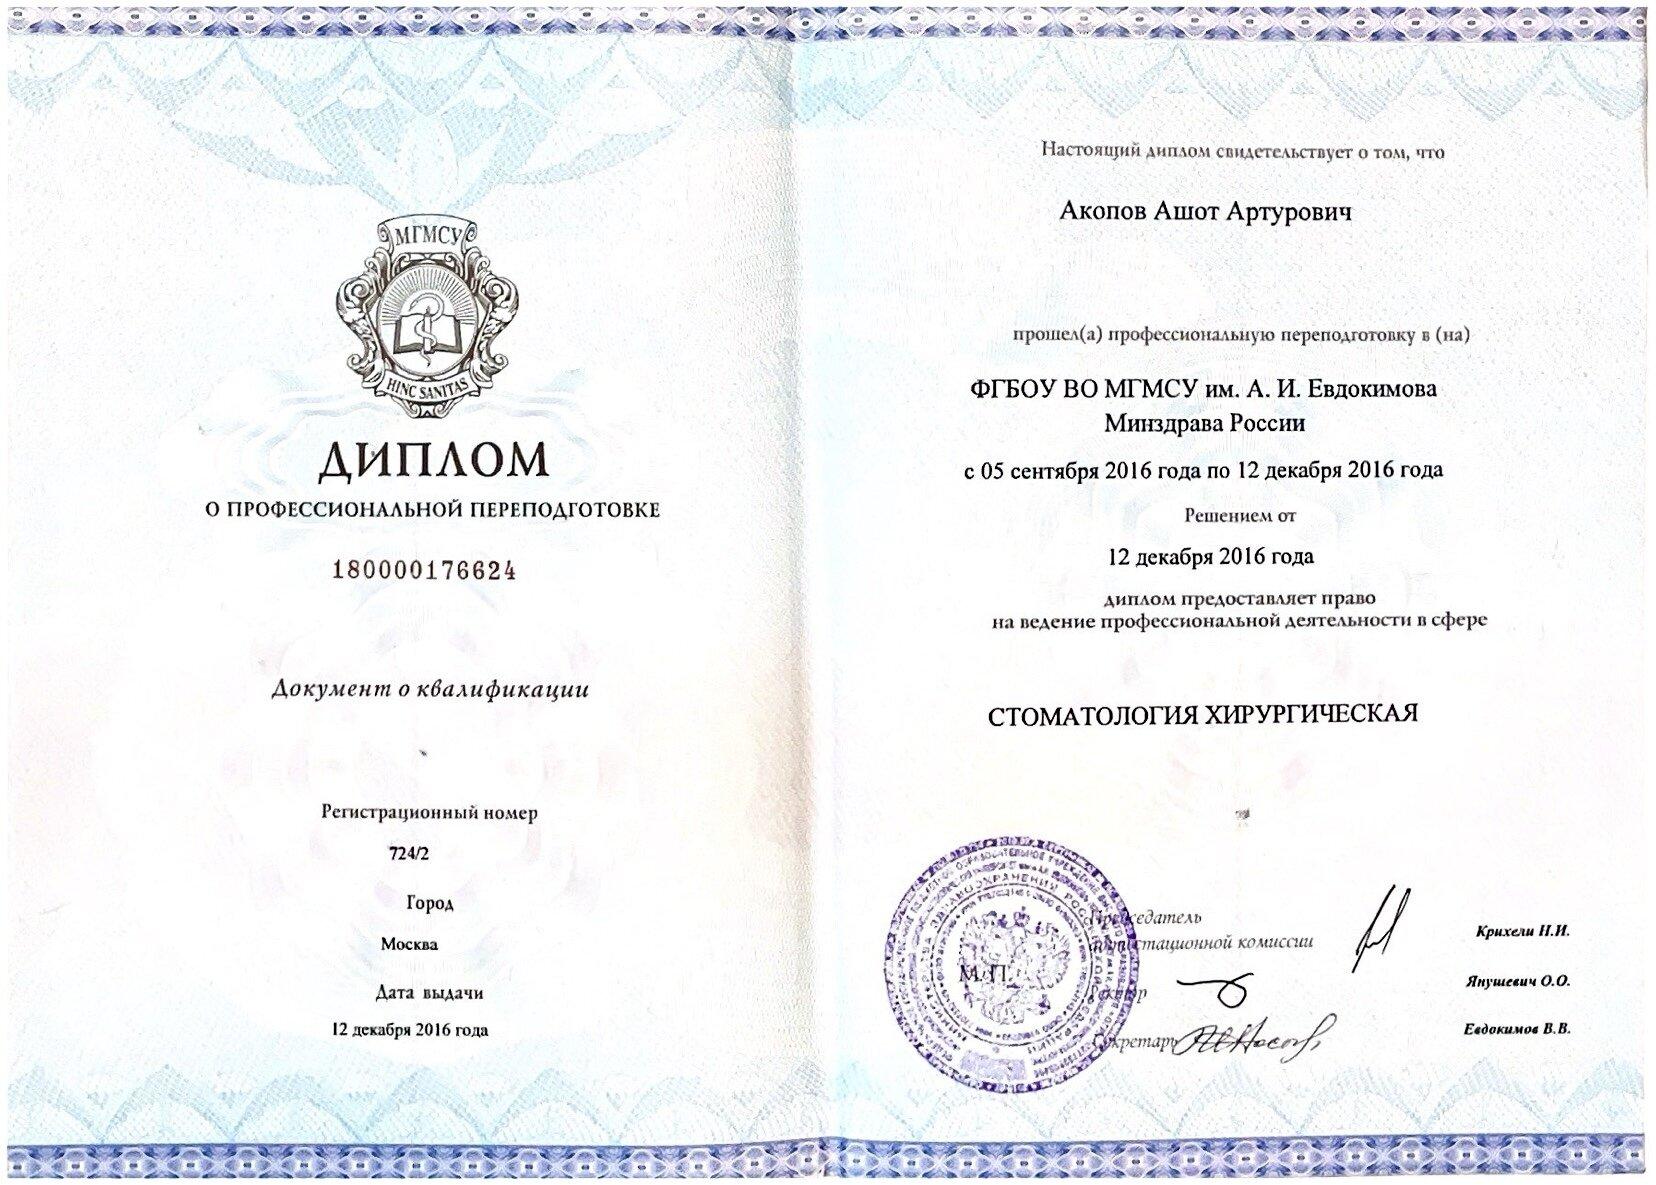 МГМСУ
HINC SANITAS
ДИПЛОМ
О ПРОФЕССИОНАЛЬНОЙ ПЕРЕПОДГОТОВКЕ
180000176624
Документ о квалификации
Регистрационный номер
724/2
Город
Москва
Дата выдачи
12 декабря 2016 года
Настоящий диплом свидетельствует о том, что
Акопов Ашот Артурович
прошел(а) профессиональную переподготовку в (на)
ФГБОУ ВО МГМСУ им. А. И. Евдокимова
Минздрава России
с 05 сентября 2016 года по 12 декабря 2016 года
Решением от
12 декабря 2016 года
диплом предоставляет право
на ведение профессиональной деятельности в сфере
СТОМАТОЛОГИЯ ХИРУРГИЧЕСКАЯ
Председатель
аттестационной комиссии
Крихели Н.И.
М.П.
Ректор
Янушевич О.О.
Секретарь
Евдокимов В.В.